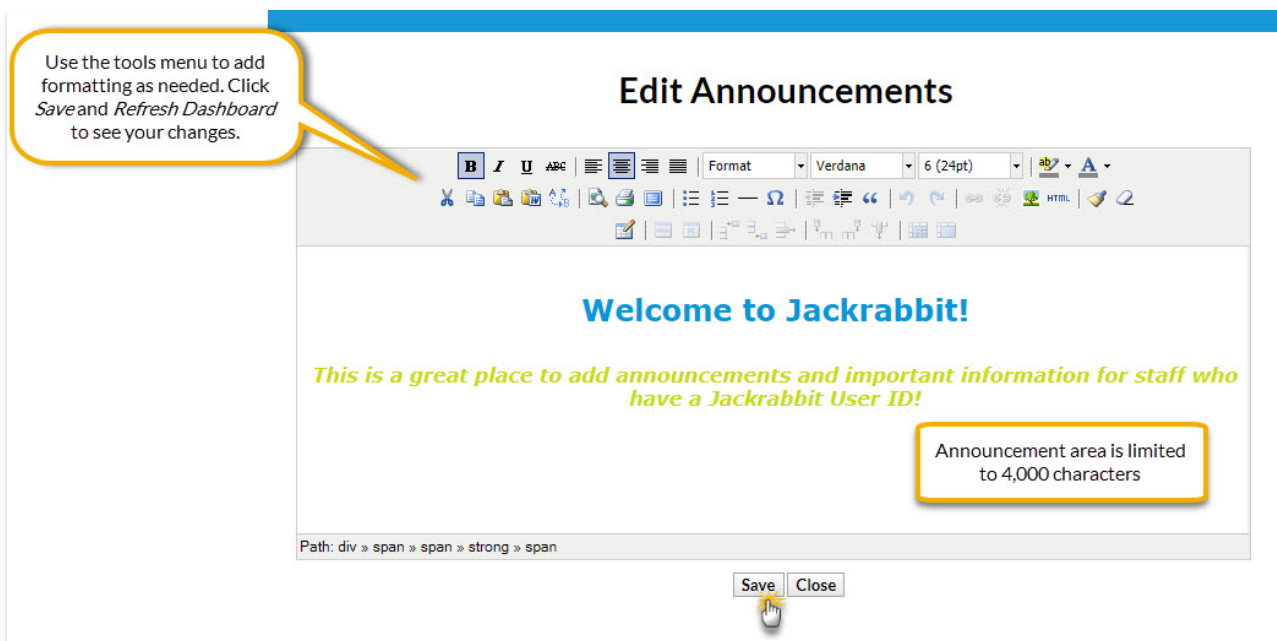 Use the tools menu to add
formatting as needed. Click
Save and Refresh Dashboard
to see your changes.
Edit Announcements
B I U ABC Format Verdana 6 (24pt) ab A
Ω “ HTML
Welcome to Jackrabbit!
This is a great place to add announcements and important information for staff who
have a Jackrabbit User ID!
Announcement area is limited
to 4,000 characters
Path: div » span » span » strong » span
Save Close